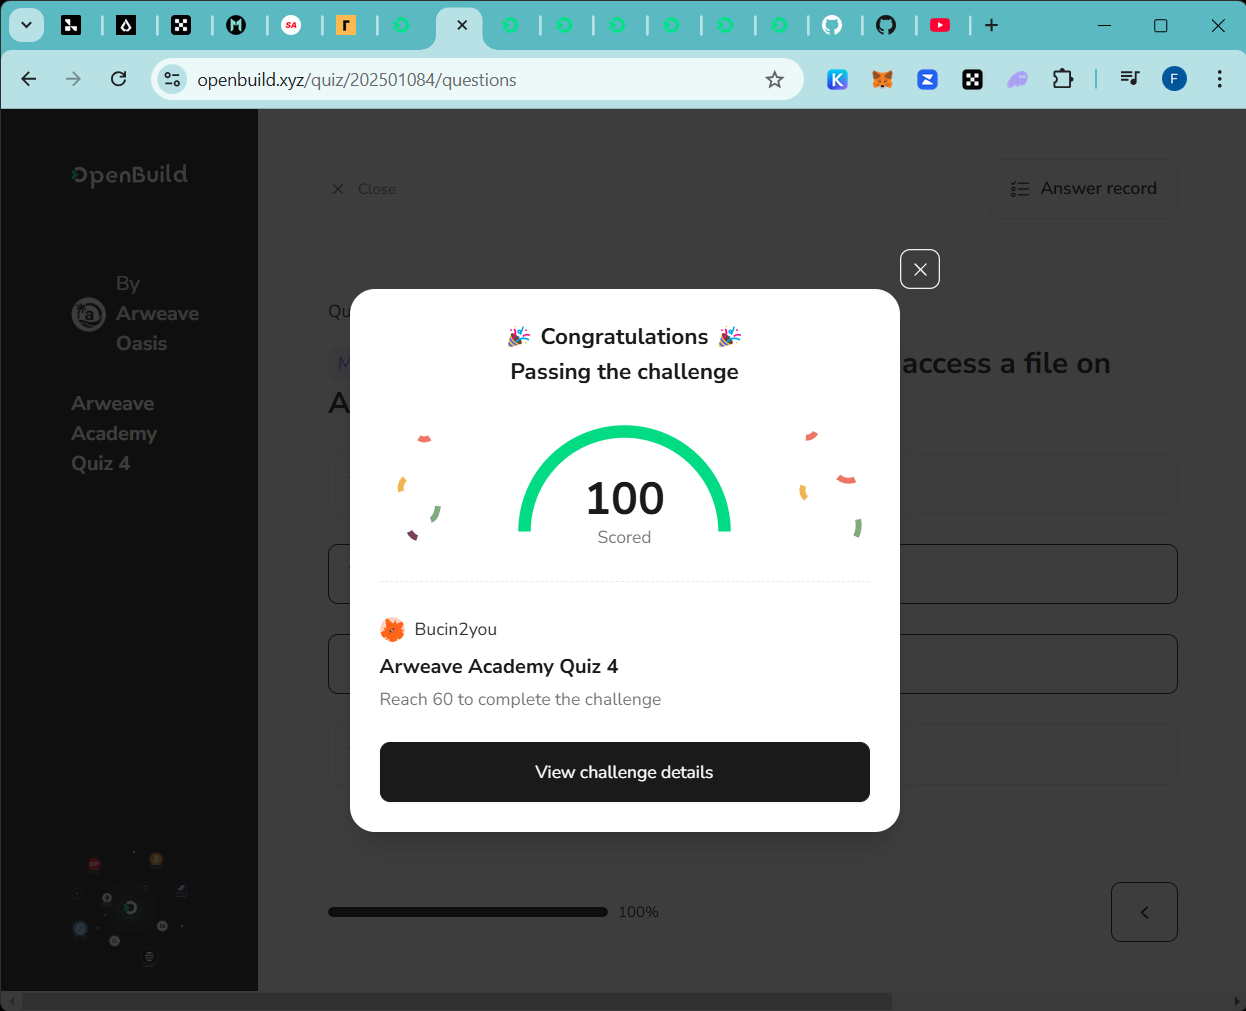 SA
r
openbuild.xyz/quiz/202501084/questions
K
Z
F
OpenBuild
By
Arweave
Oasis
Arweave
Academy
Quiz 4
Close
Answer record
Qu
M
access a file on
A
🎉 Congratulations 🎉
Passing the challenge
100
Scored
Bucin2you
Arweave Academy Quiz 4
Reach 60 to complete the challenge
View challenge details
100%